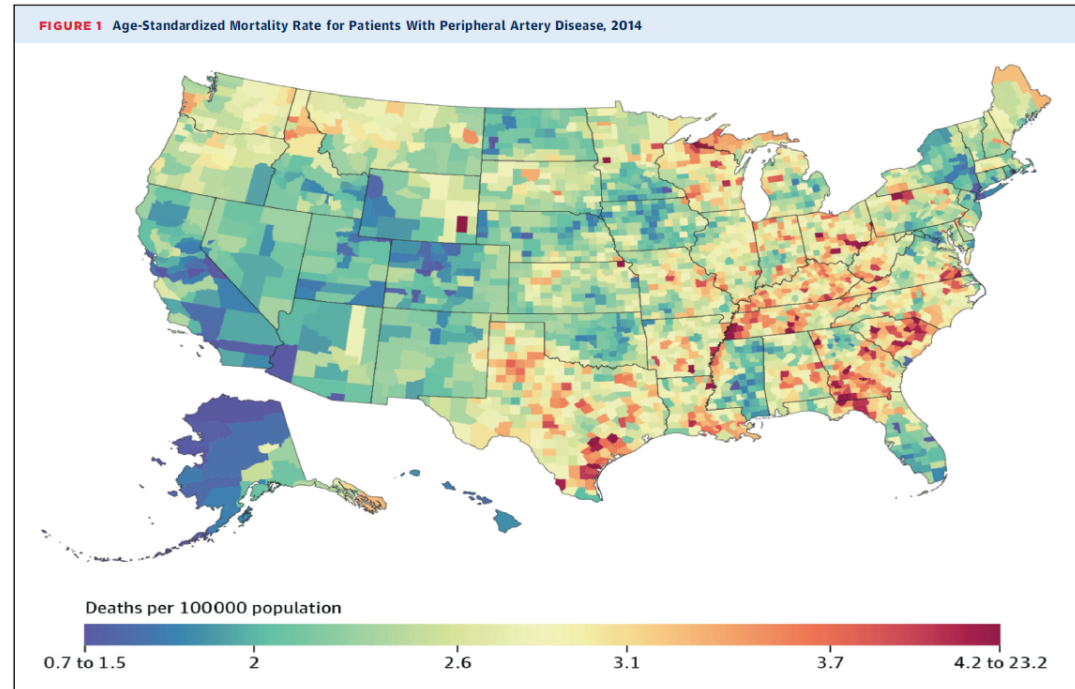 FIGURE 1 Age-Standardized Mortality Rate for Patients With Peripheral Artery Disease, 2014
Deaths per 100000 population
0.7 to 1.5 2 2.6 3.1 3.7 4.2 to 23.2